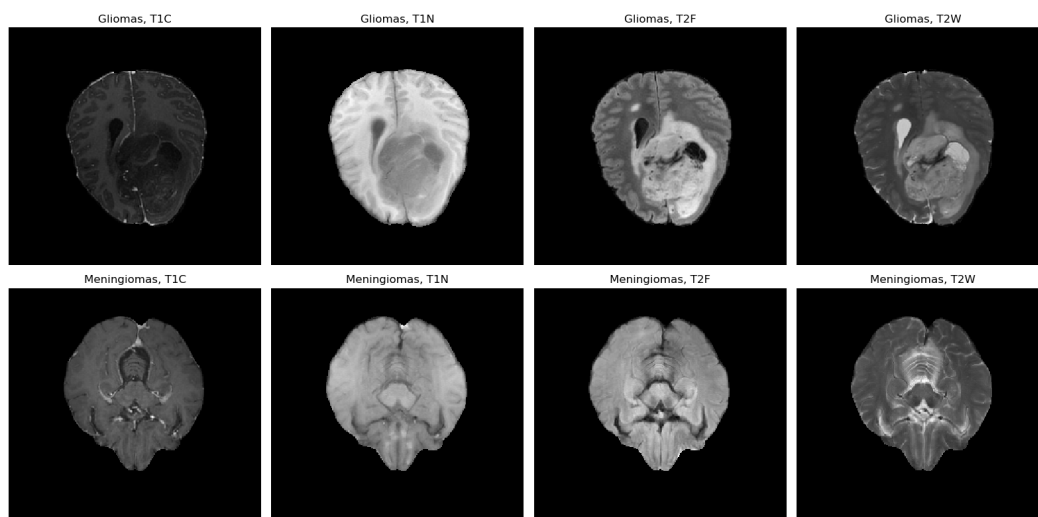 Gliomas, T1C
Gliomas, T1N
Gliomas, T2F
Gliomas, T2W
Meningiomas, T1C
Meningiomas, T1N
Meningiomas, T2F
Meningiomas, T2W